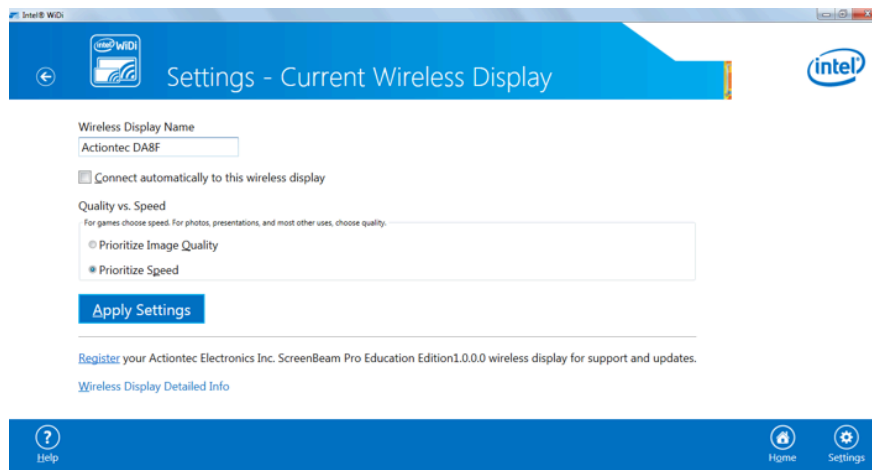 Intel® WiDi
intel WiDi
Settings - Current Wireless Display
intel
Wireless Display Name
Actiontec DA8F
Connect automatically to this wireless display
Quality vs. Speed
For games choose speed. For photos, presentations, and most other uses, choose quality.
Prioritize Image Quality
Prioritize Speed
Apply Settings
Register your Actiontec Electronics Inc. ScreenBeam Pro Education Edition1.0.0.0 wireless display for support and updates.
Wireless Display Detailed Info
?
Help
Home
Settings